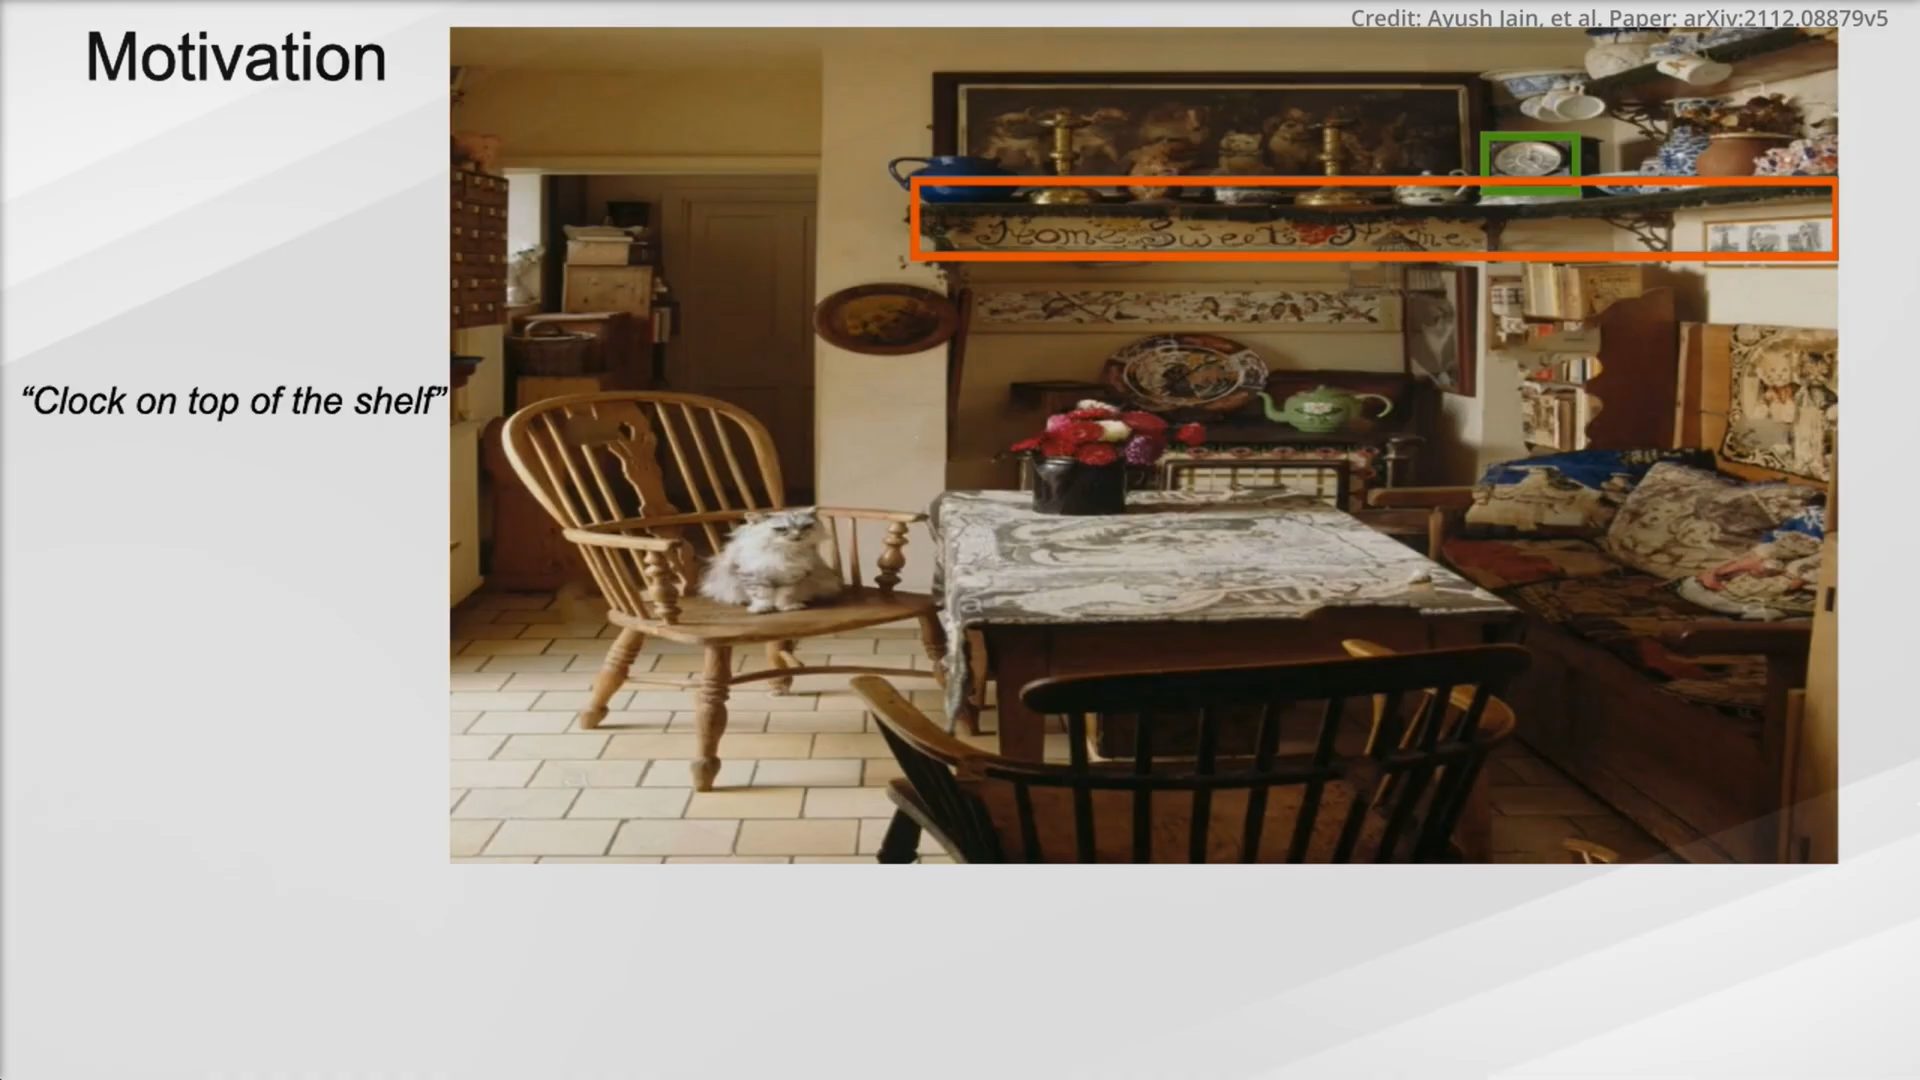 Credit: Ayush Jain, et al. Paper: arXiv:2112.08879v5
Motivation
Home Sweet Home
“Clock on top of the shelf”